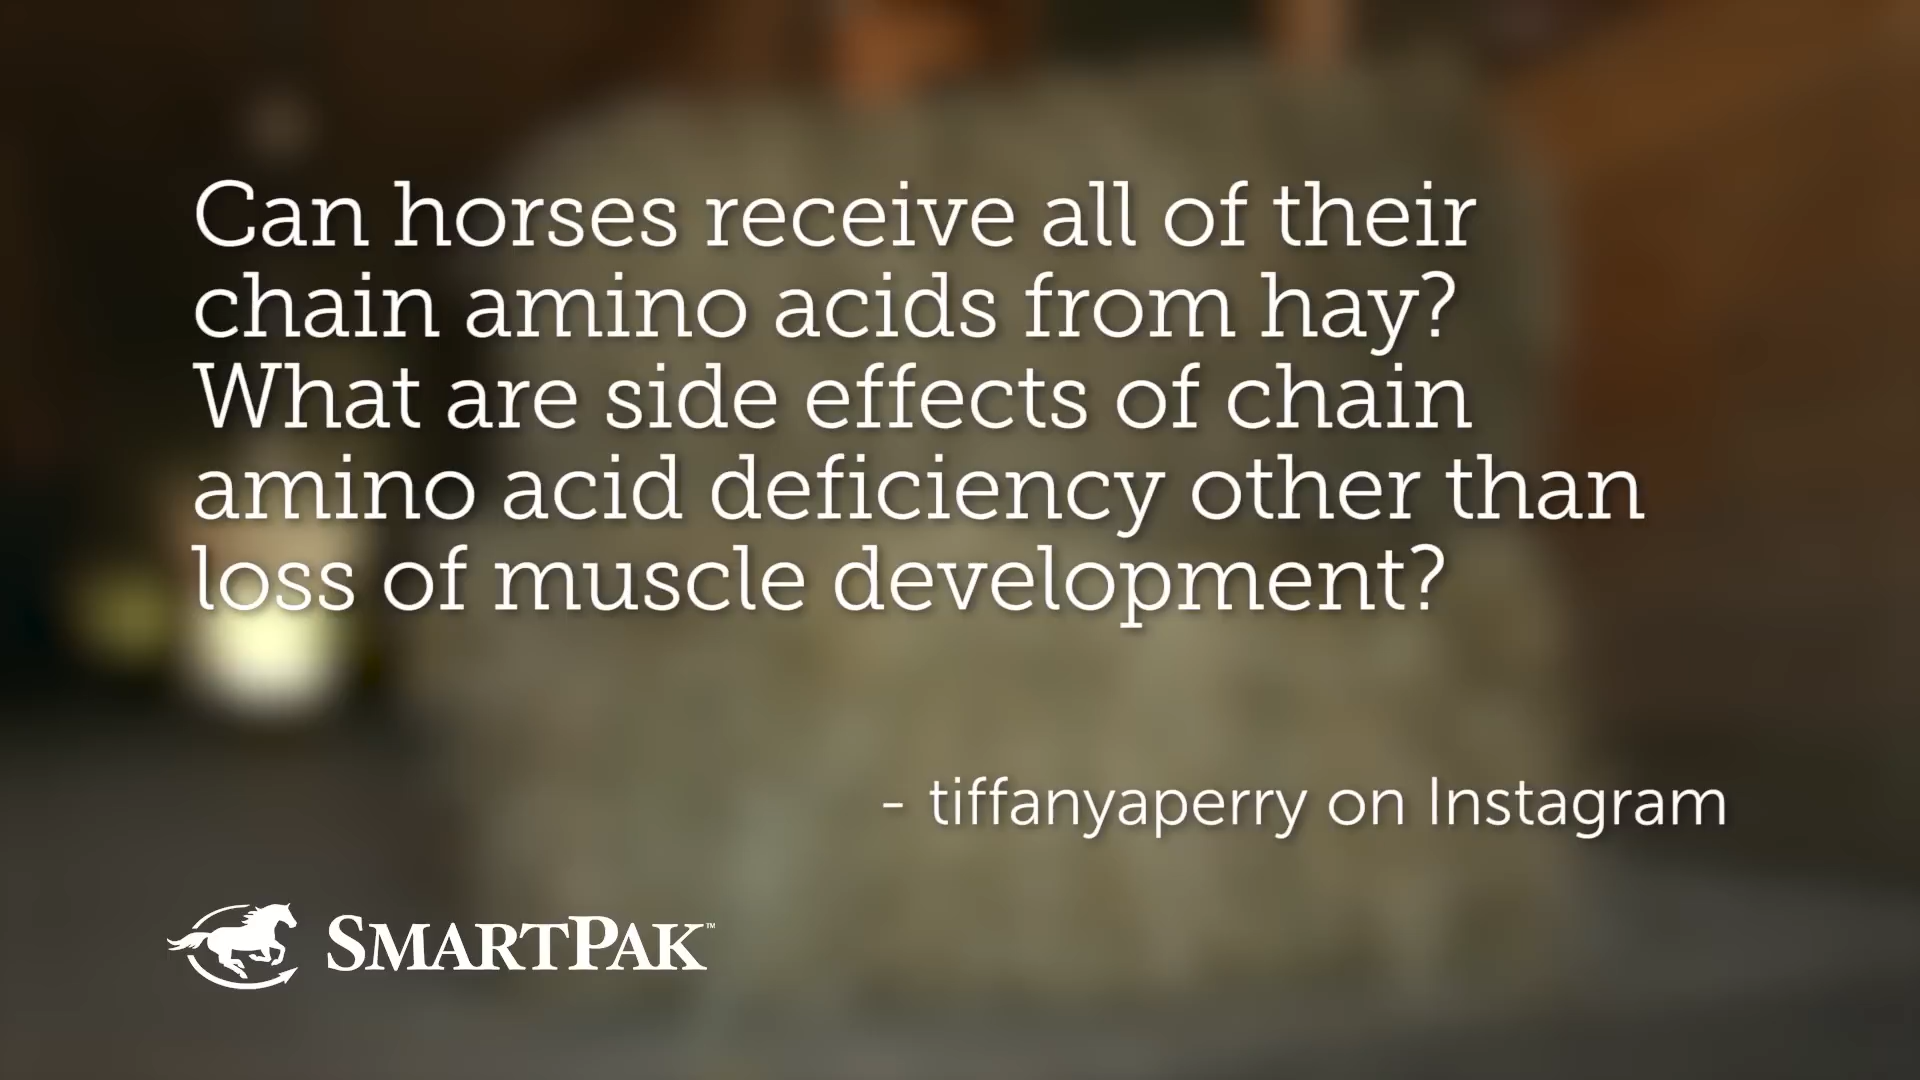 Can horses receive all of their
chain amino acids from hay?
What are side effects of chain
amino acid deficiency other than
loss of muscle development?
- tiffanyaperry on Instagram
SMARTPAK™